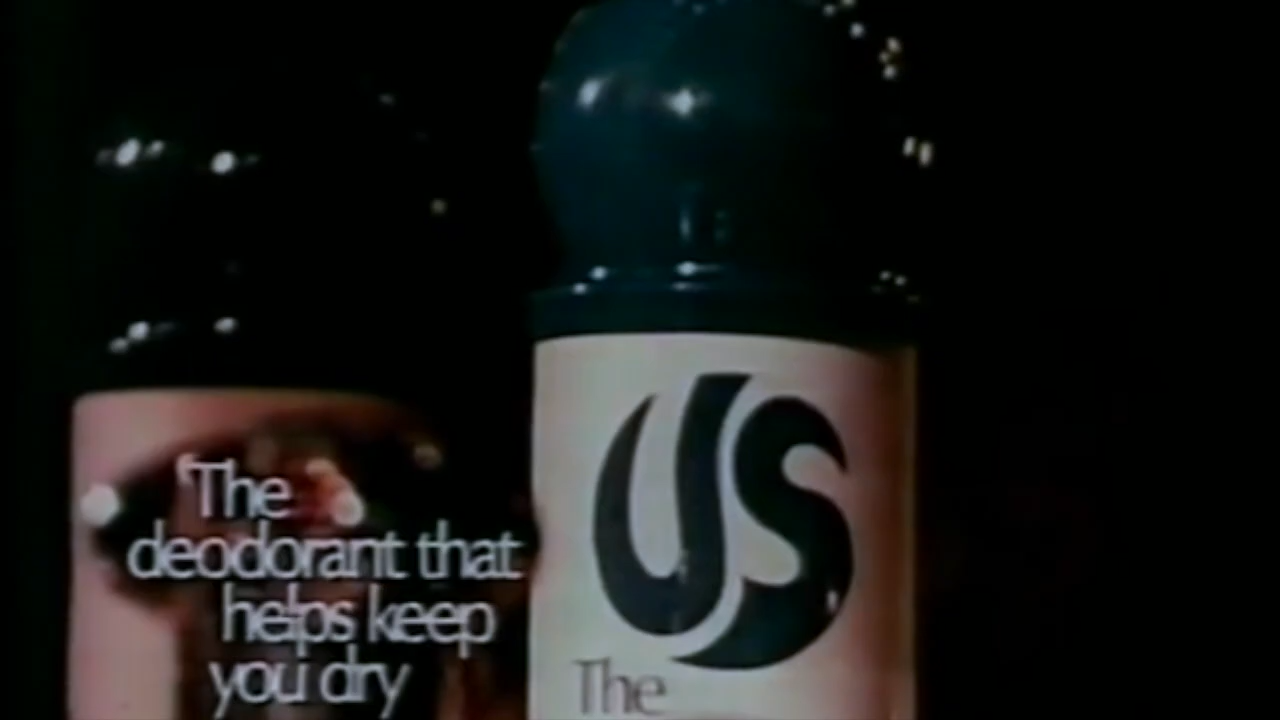 The
deodorant that
helps keep
you dry
US
The